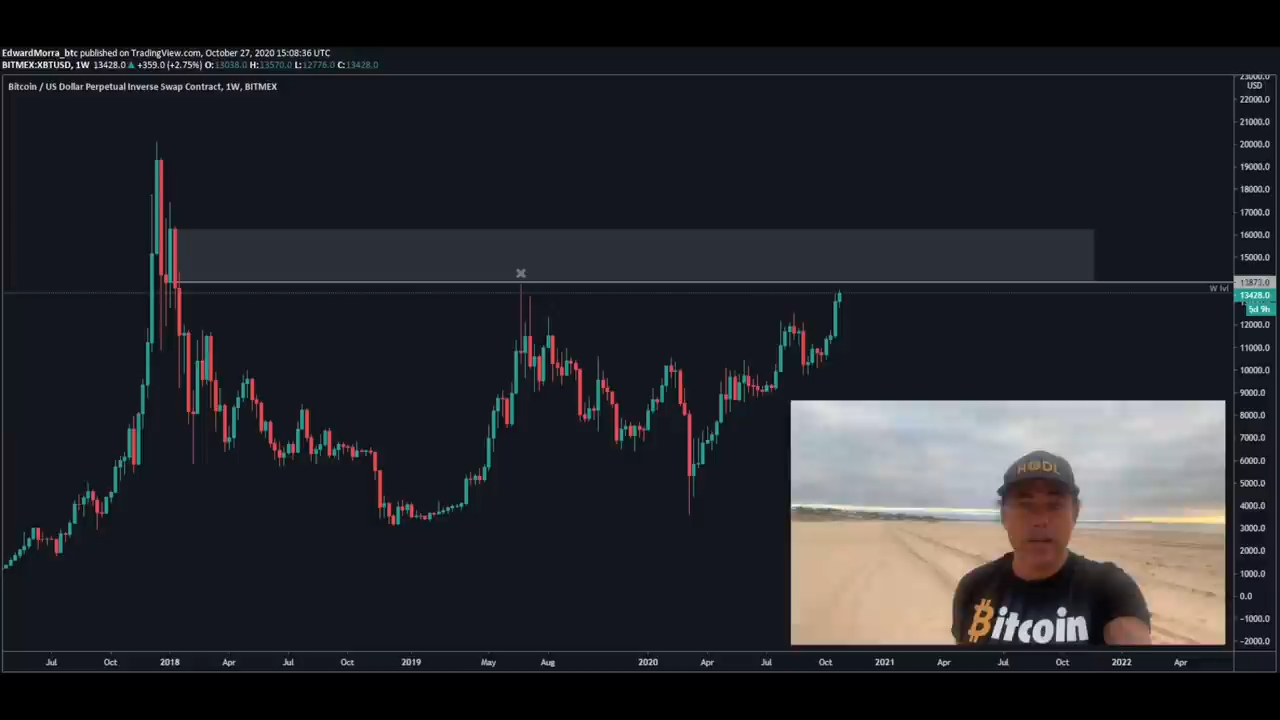 EdwardMorra_btc published on TradingView.com, October 27, 2020 15:08:36 UTC
BITMEX:XBTUSD, 1W 13428.0 ▲ +359.0 (+2.75%) O:13038.0 H:13570.0 L:12776.0 C:13428.0
Bitcoin / US Dollar Perpetual Inverse Swap Contract, 1W, BITMEX
23000.0
USD
22000.0
21000.0
20000.0
19000.0
18000.0
17000.0
16000.0
15000.0
13873.0
W lvl
13428.0
5d 9h
12000.0
11000.0
10000.0
9000.0
8000.0
7000.0
6000.0
5000.0
4000.0
3000.0
2000.0
1000.0
0.0
-1000.0
-2000.0
HODL
Bitcoin
Jul Oct 2018 Apr Jul Oct 2019 May Aug 2020 Apr Jul Oct 2021 Apr Jul Oct 2022 Apr